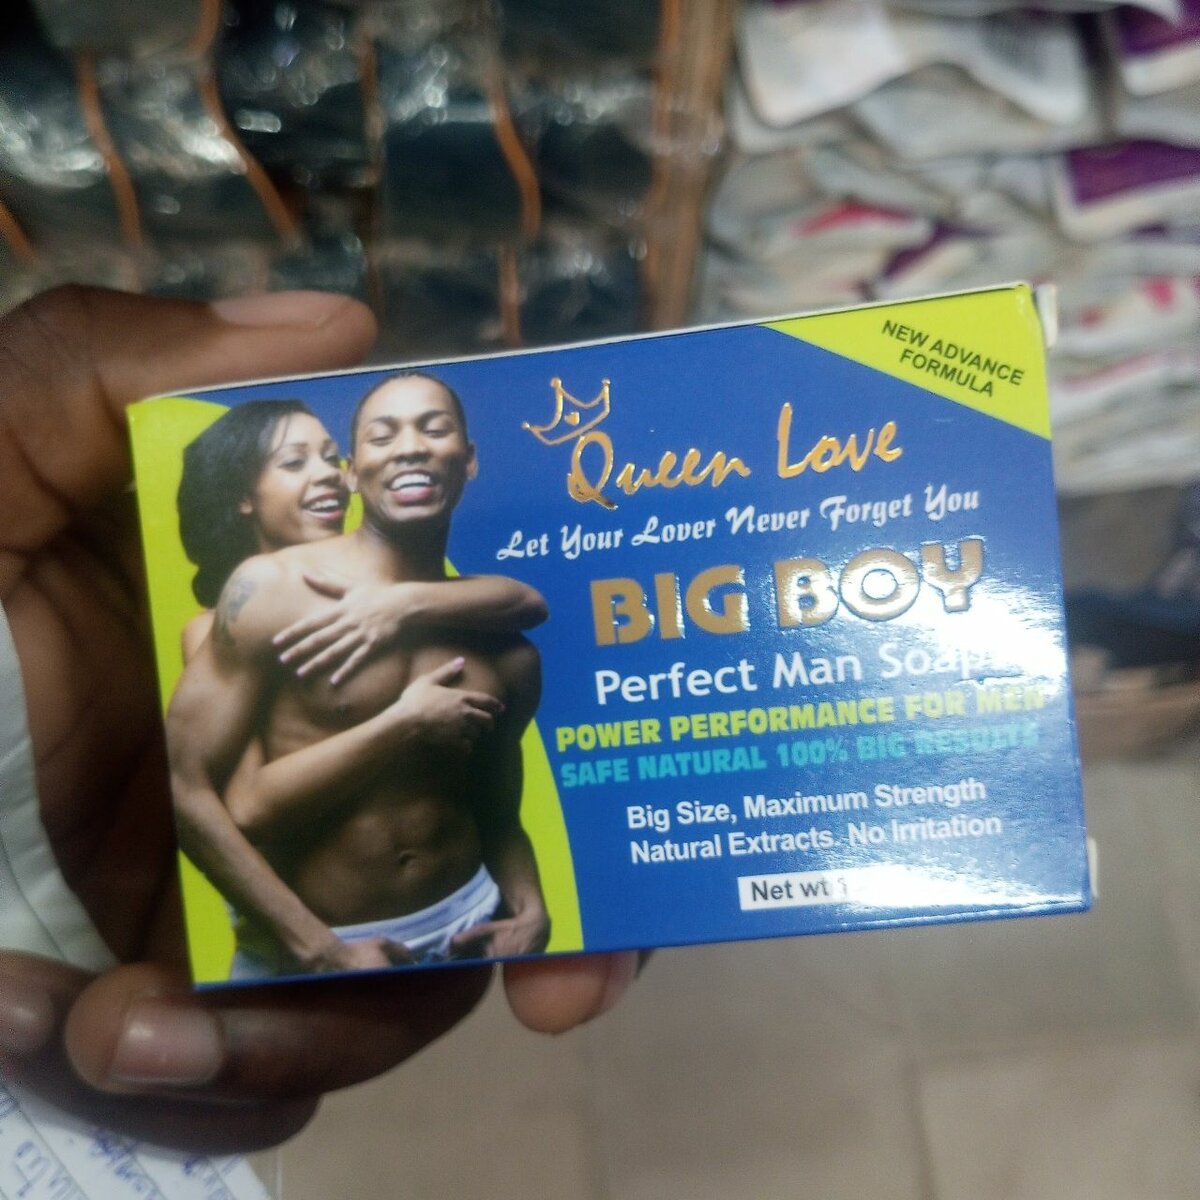 NEW ADVANCE
FORMULA
Queen Love
Let Your Lover Never Forget You
BIG BOY
Perfect Man Soap
POWER PERFORMANCE FOR MEN
SAFE NATURAL 100% BIG RESULTS
Big Size, Maximum Strength
Natural Extracts. No Irritation
Net wt